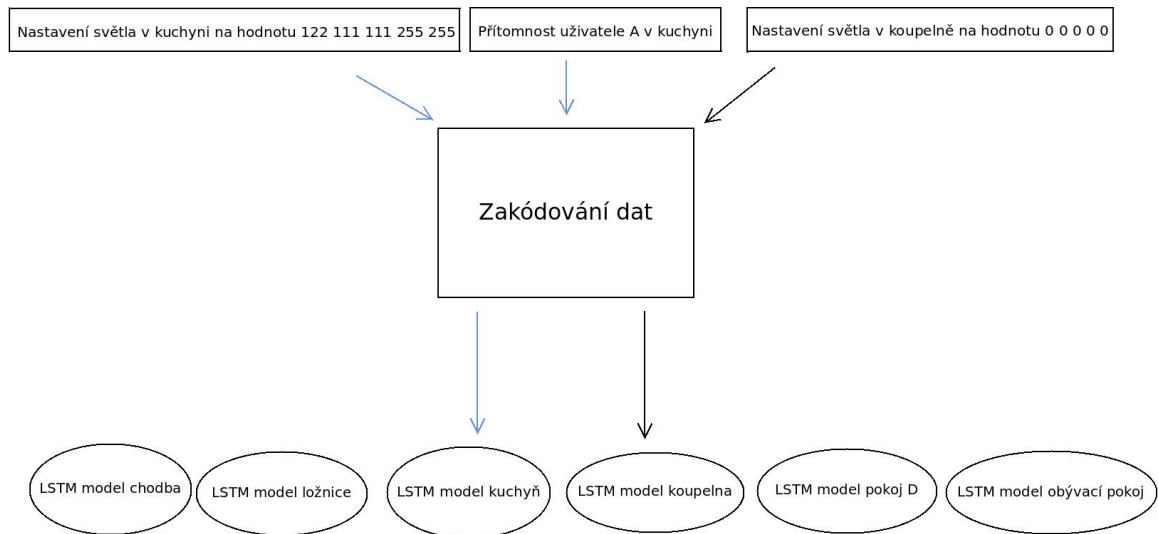 Nastavení světla v kuchyni na hodnotu 122 111 111 255 255
Přítomnost uživatele A v kuchyni
Nastavení světla v koupelně na hodnotu 0 0 0 0 0
Zakódování dat
LSTM model chodba
LSTM model ložnice
LSTM model kuchyň
LSTM model koupelna
LSTM model pokoj D
LSTM model obývací pokoj